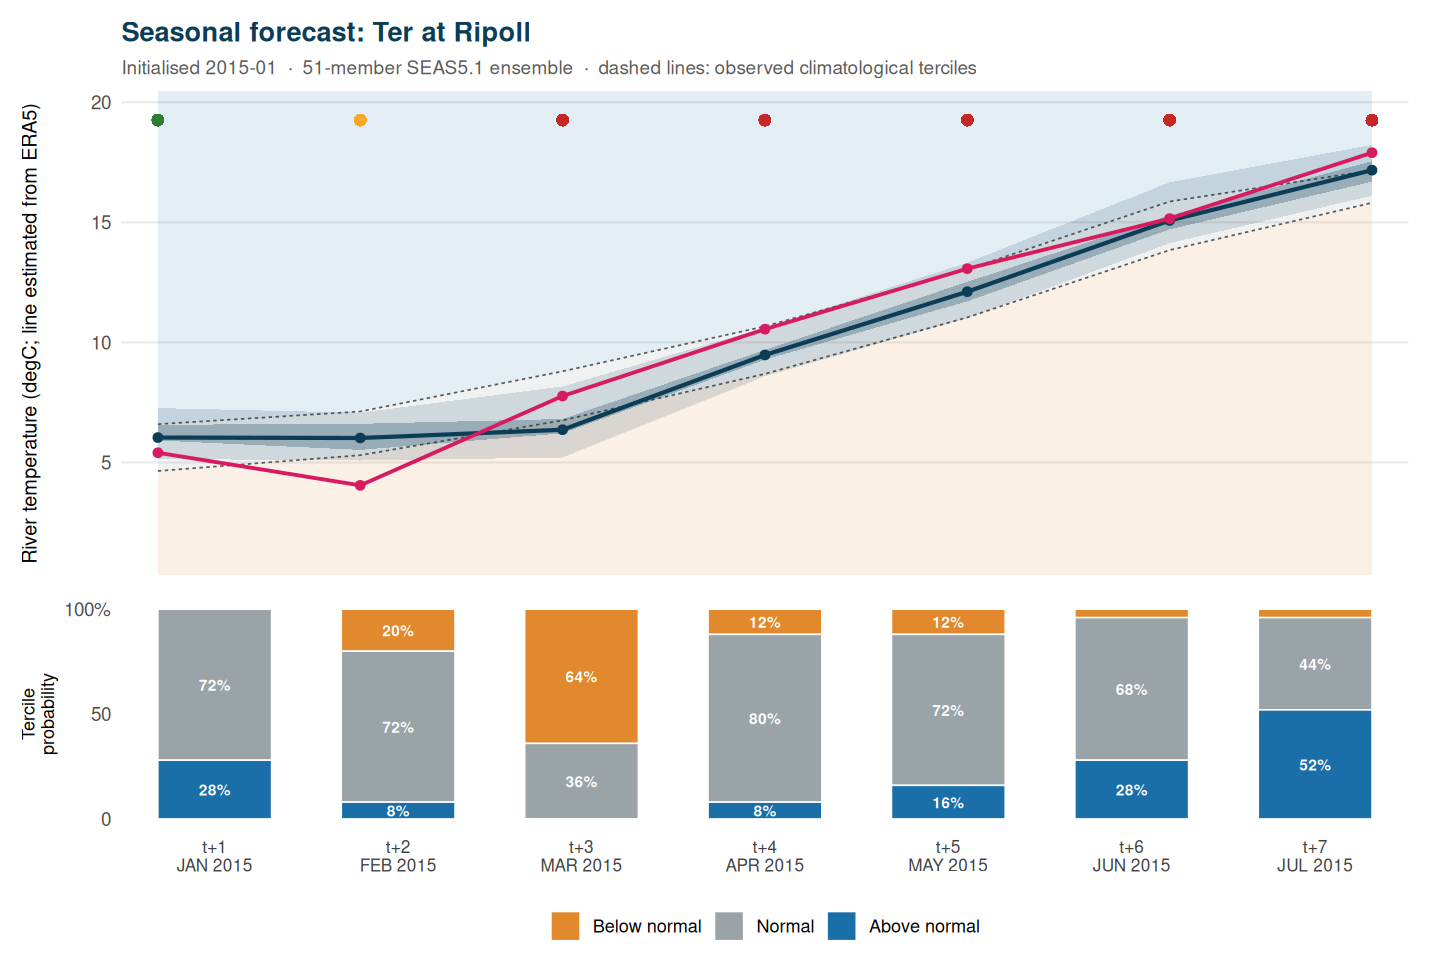 Seasonal forecast: Ter at Ripoll
Initialised 2015-01 · 51-member SEAS5.1 ensemble · dashed lines: observed climatological terciles
River temperature (degC; line estimated from ERA5)
20
15
10
5
Tercile
probability
100%
50
0
72%
28%
20%
72%
8%
64%
36%
12%
80%
8%
12%
72%
16%
68%
28%
44%
52%
t+1
JAN 2015
t+2
FEB 2015
t+3
MAR 2015
t+4
APR 2015
t+5
MAY 2015
t+6
JUN 2015
t+7
JUL 2015
Below normal
Normal
Above normal